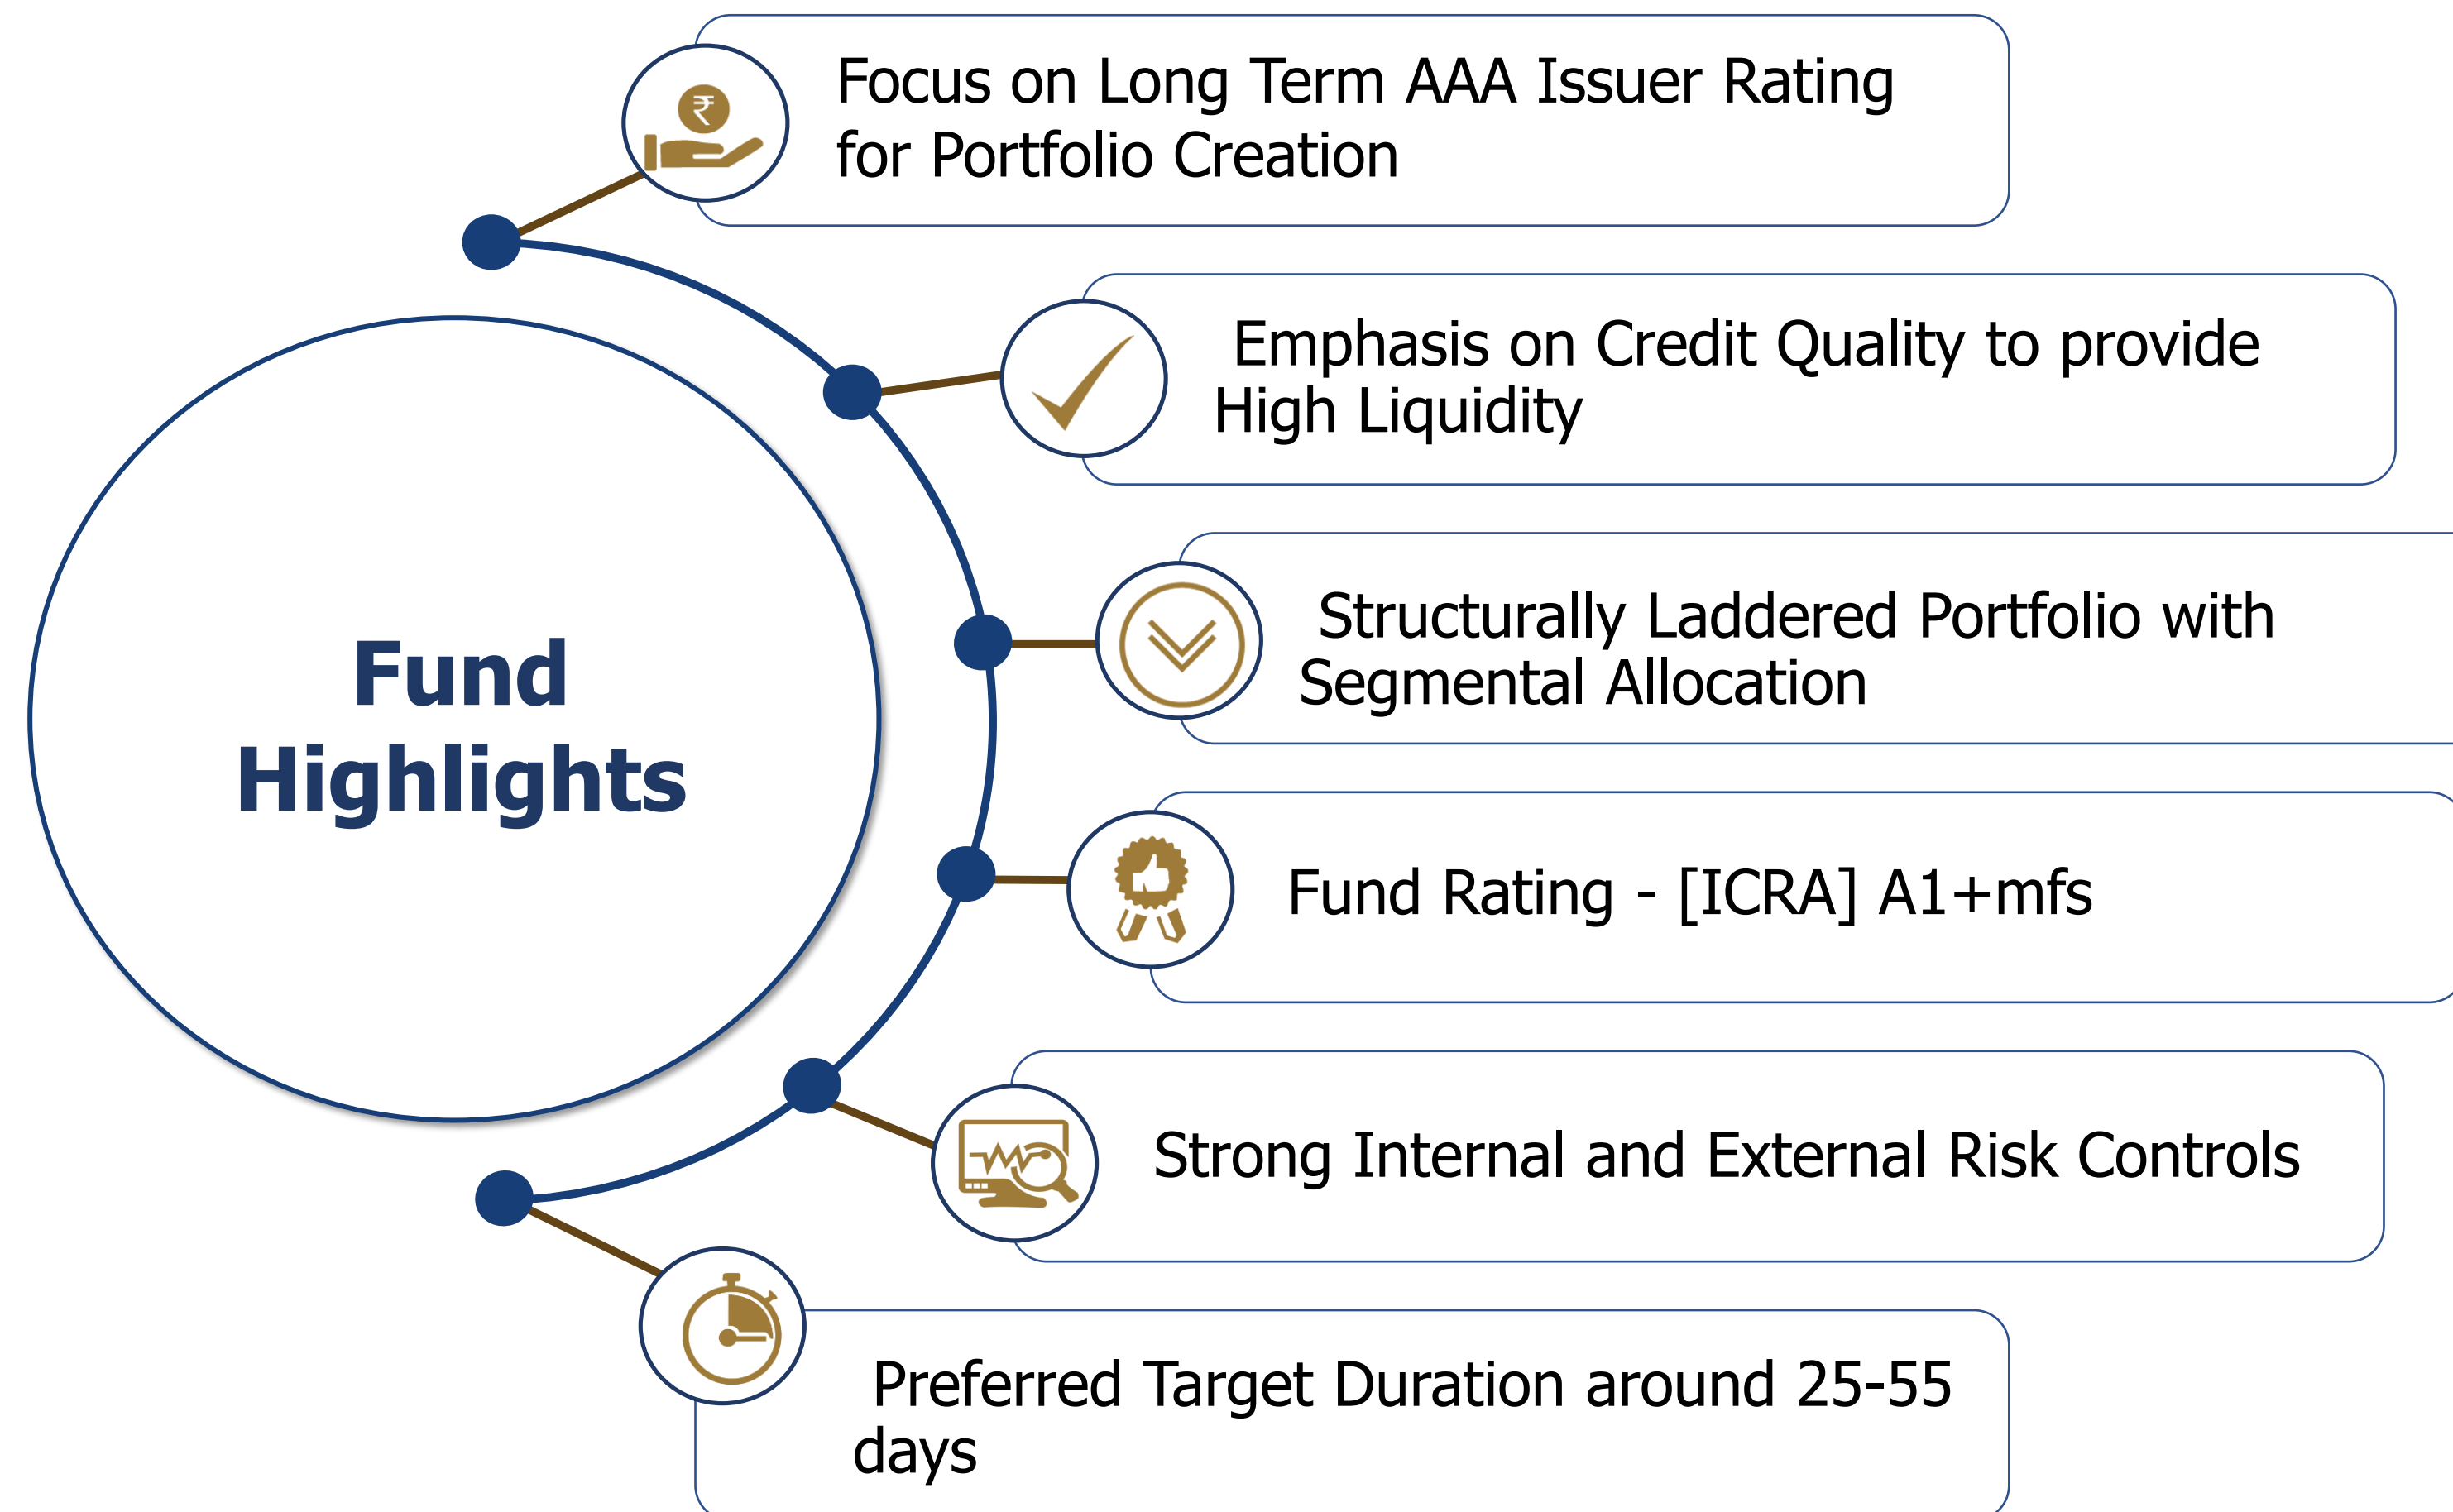 Focus on Long Term AAA Issuer Rating
for Portfolio Creation
Emphasis on Credit Quality to provide
High Liquidity
Fund
Highlights
Structurally Laddered Portfolio with
Segmental Allocation
Fund Rating - [ICRA] A1+mfs
Strong Internal and External Risk Controls
Preferred Target Duration around 25-55
days